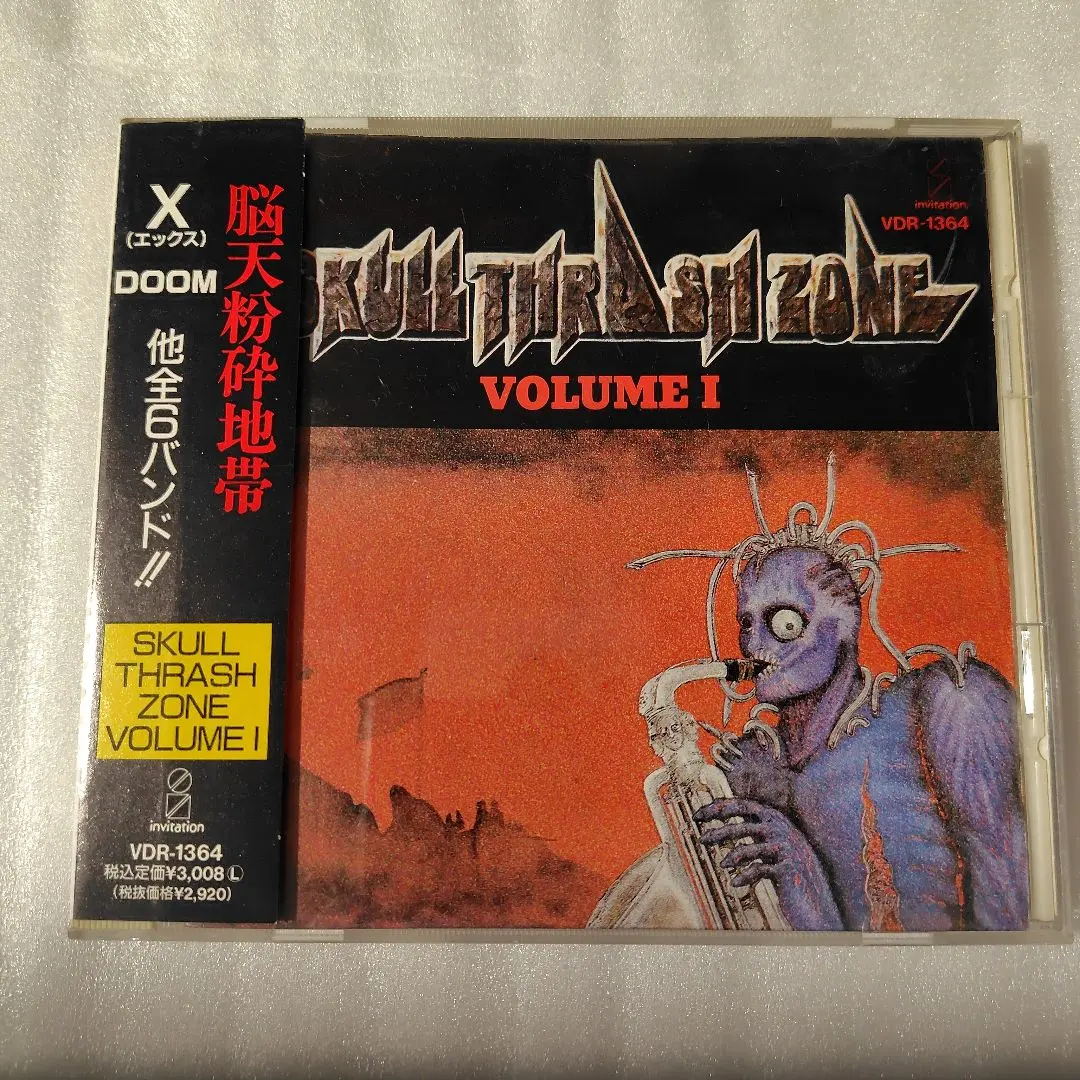 脳天粉砕地帯
X
(エックス)
DOOM
他全6バンド!!
SKULL
THRASH
ZONE
VOLUME I
invitation
VDR-1364
税込定価¥3,008Ⓛ
(税抜価格¥2,920)
invitation
VDR-1364
SKULL THRASH ZONE
VOLUME I